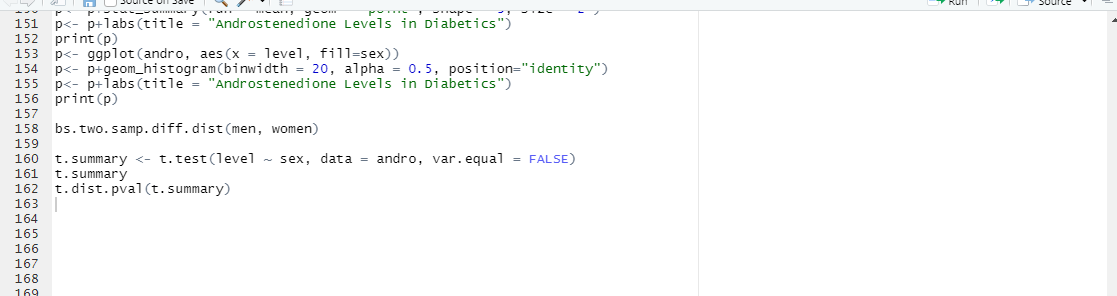 Source on Save
Run
Source
151 p<- p+labs(title = "Androstenedione Levels in Diabetics")
152 print(p)
153 p<- ggplot(andro, aes(x = level, fill=sex))
154 p<- p+geom_histogram(binwidth = 20, alpha = 0.5, position="identity")
155 p<- p+labs(title = "Androstenedione Levels in Diabetics")
156 print(p)
157
158 bs.two.samp.diff.dist(men, women)
159
160 t.summary <- t.test(level ~ sex, data = andro, var.equal = FALSE)
161 t.summary
162 t.dist.pval(t.summary)
163
164
165
166
167
168
169